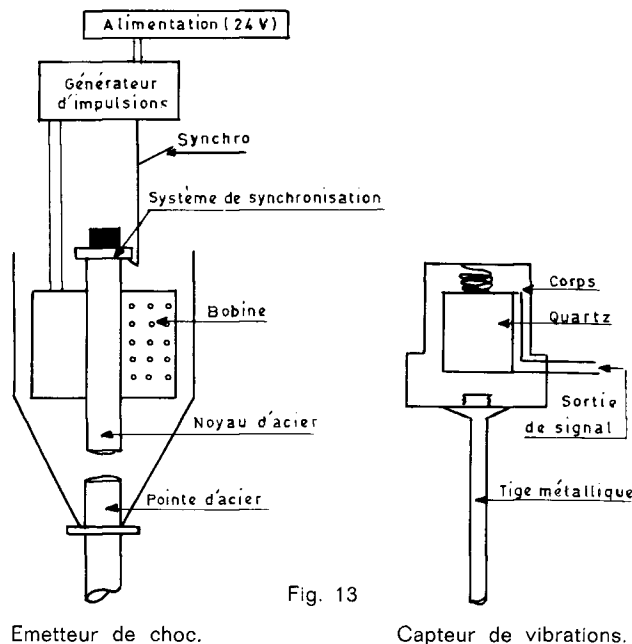 Alimentation (24 V)
Générateur
d'impulsions
Synchro
Système de synchronisation
Bobine
Noyau d'acier
Pointe d'acier
Corps
Quartz
Sortie
de signal
Tige métallique
Fig. 13
Emetteur de choc.
Capteur de vibrations.